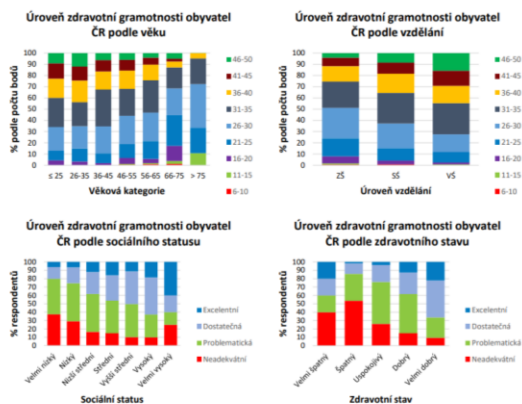 Úroveň zdravotní gramotnosti obyvatel
ČR podle věku
% podle počtu bodů
100
90
80
70
60
50
40
30
20
10
0
≤ 25
26-35
36-45
46-55
56-65
66-75
> 75
Věková kategorie
46-50
41-45
36-40
31-35
26-30
21-25
16-20
11-15
6-10
Úroveň zdravotní gramotnosti obyvatel
ČR podle vzdělání
% podle počtu bodů
100
90
80
70
60
50
40
30
20
10
0
ZŠ
SŠ
VŠ
Úroveň vzdělání
46-50
41-45
36-40
31-35
26-30
21-25
16-20
11-15
6-10
Úroveň zdravotní gramotnosti obyvatel
ČR podle sociálního statusu
% respondentů
100
90
80
70
60
50
40
30
20
10
0
Velmi nízký
Nízký
Nižší střední
Střední
Vyšší střední
Vysoký
Velmi vysoký
Sociální status
Excelentní
Dostatečná
Problematická
Neadekvátní
Úroveň zdravotní gramotnosti obyvatel
ČR podle zdravotního stavu
% respondentů
100
90
80
70
60
50
40
30
20
10
0
Velmi špatný
Špatný
Uspokojivý
Dobrý
Velmi dobrý
Zdravotní stav
Excelentní
Dostatečná
Problematická
Neadekvátní